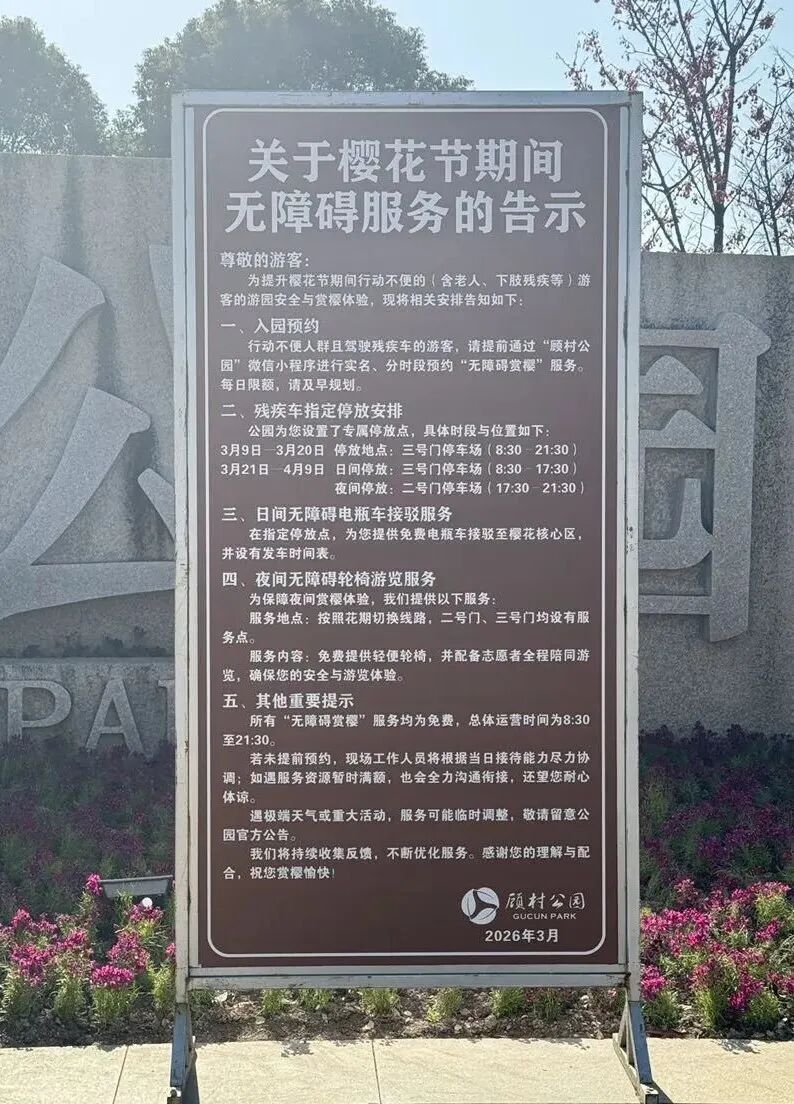 关于樱花节期间
无障碍服务的告示
尊敬的游客：
为提升樱花节期间行动不便的（含老人、下肢残疾等）游
客的游园安全与赏樱体验，现将相关安排告知如下：
一、入园预约
行动不便人群且驾驶残疾车的游客，请提前通过“顾村公
园”微信小程序进行实名、分时段预约“无障碍赏樱”服务。
每日限额，请及早规划。
二、残疾车指定停放安排
公园为您设置了专属停放点，具体时段与位置如下：
3月9日—3月20日 停放地点：三号门停车场（8:30—21:30）
3月21日—4月9日 日间停放：三号门停车场（8:30—17:30）
夜间停放：二号门停车场（17:30—21:30）
三、日间无障碍电瓶车接驳服务
在指定停放点，为您提供免费电瓶车接驳至樱花核心区，
并设有发车时间表。
四、夜间无障碍轮椅游览服务
为保障夜间赏樱体验，我们提供以下服务：
服务地点：按照花期切换线路，二号门、三号门均设有服
务点。
服务内容：免费提供轻便轮椅，并配备志愿者全程陪同游
览，确保您的安全与游览体验。
五、其他重要提示
所有“无障碍赏樱”服务均为免费，总体运营时间为8:30
至21:30。
若未提前预约，现场工作人员将根据当日接待能力尽力协
调；如遇服务资源暂时满额，也会全力沟通衔接，还望您耐心
体谅。
遇极端天气或重大活动，服务可能临时调整，敬请留意公
园官方公告。
我们将持续收集反馈，不断优化服务。感谢您的理解与配
合，祝您赏樱愉快！
顾村公园
GUCUN PARK
2026年3月
公园
PA